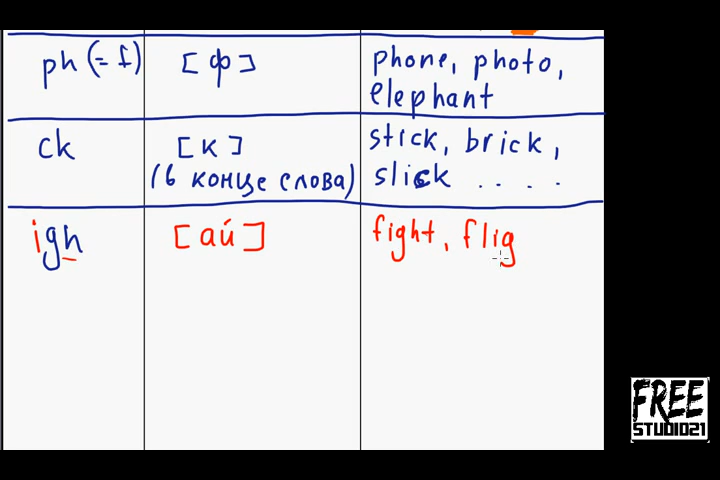 ph (= f) [ф] phone, photo,
elephant
ck [к] stick, brick,
(в конце слова) slick ....
igh [ай] fight, flig
FREE
STUDIO21